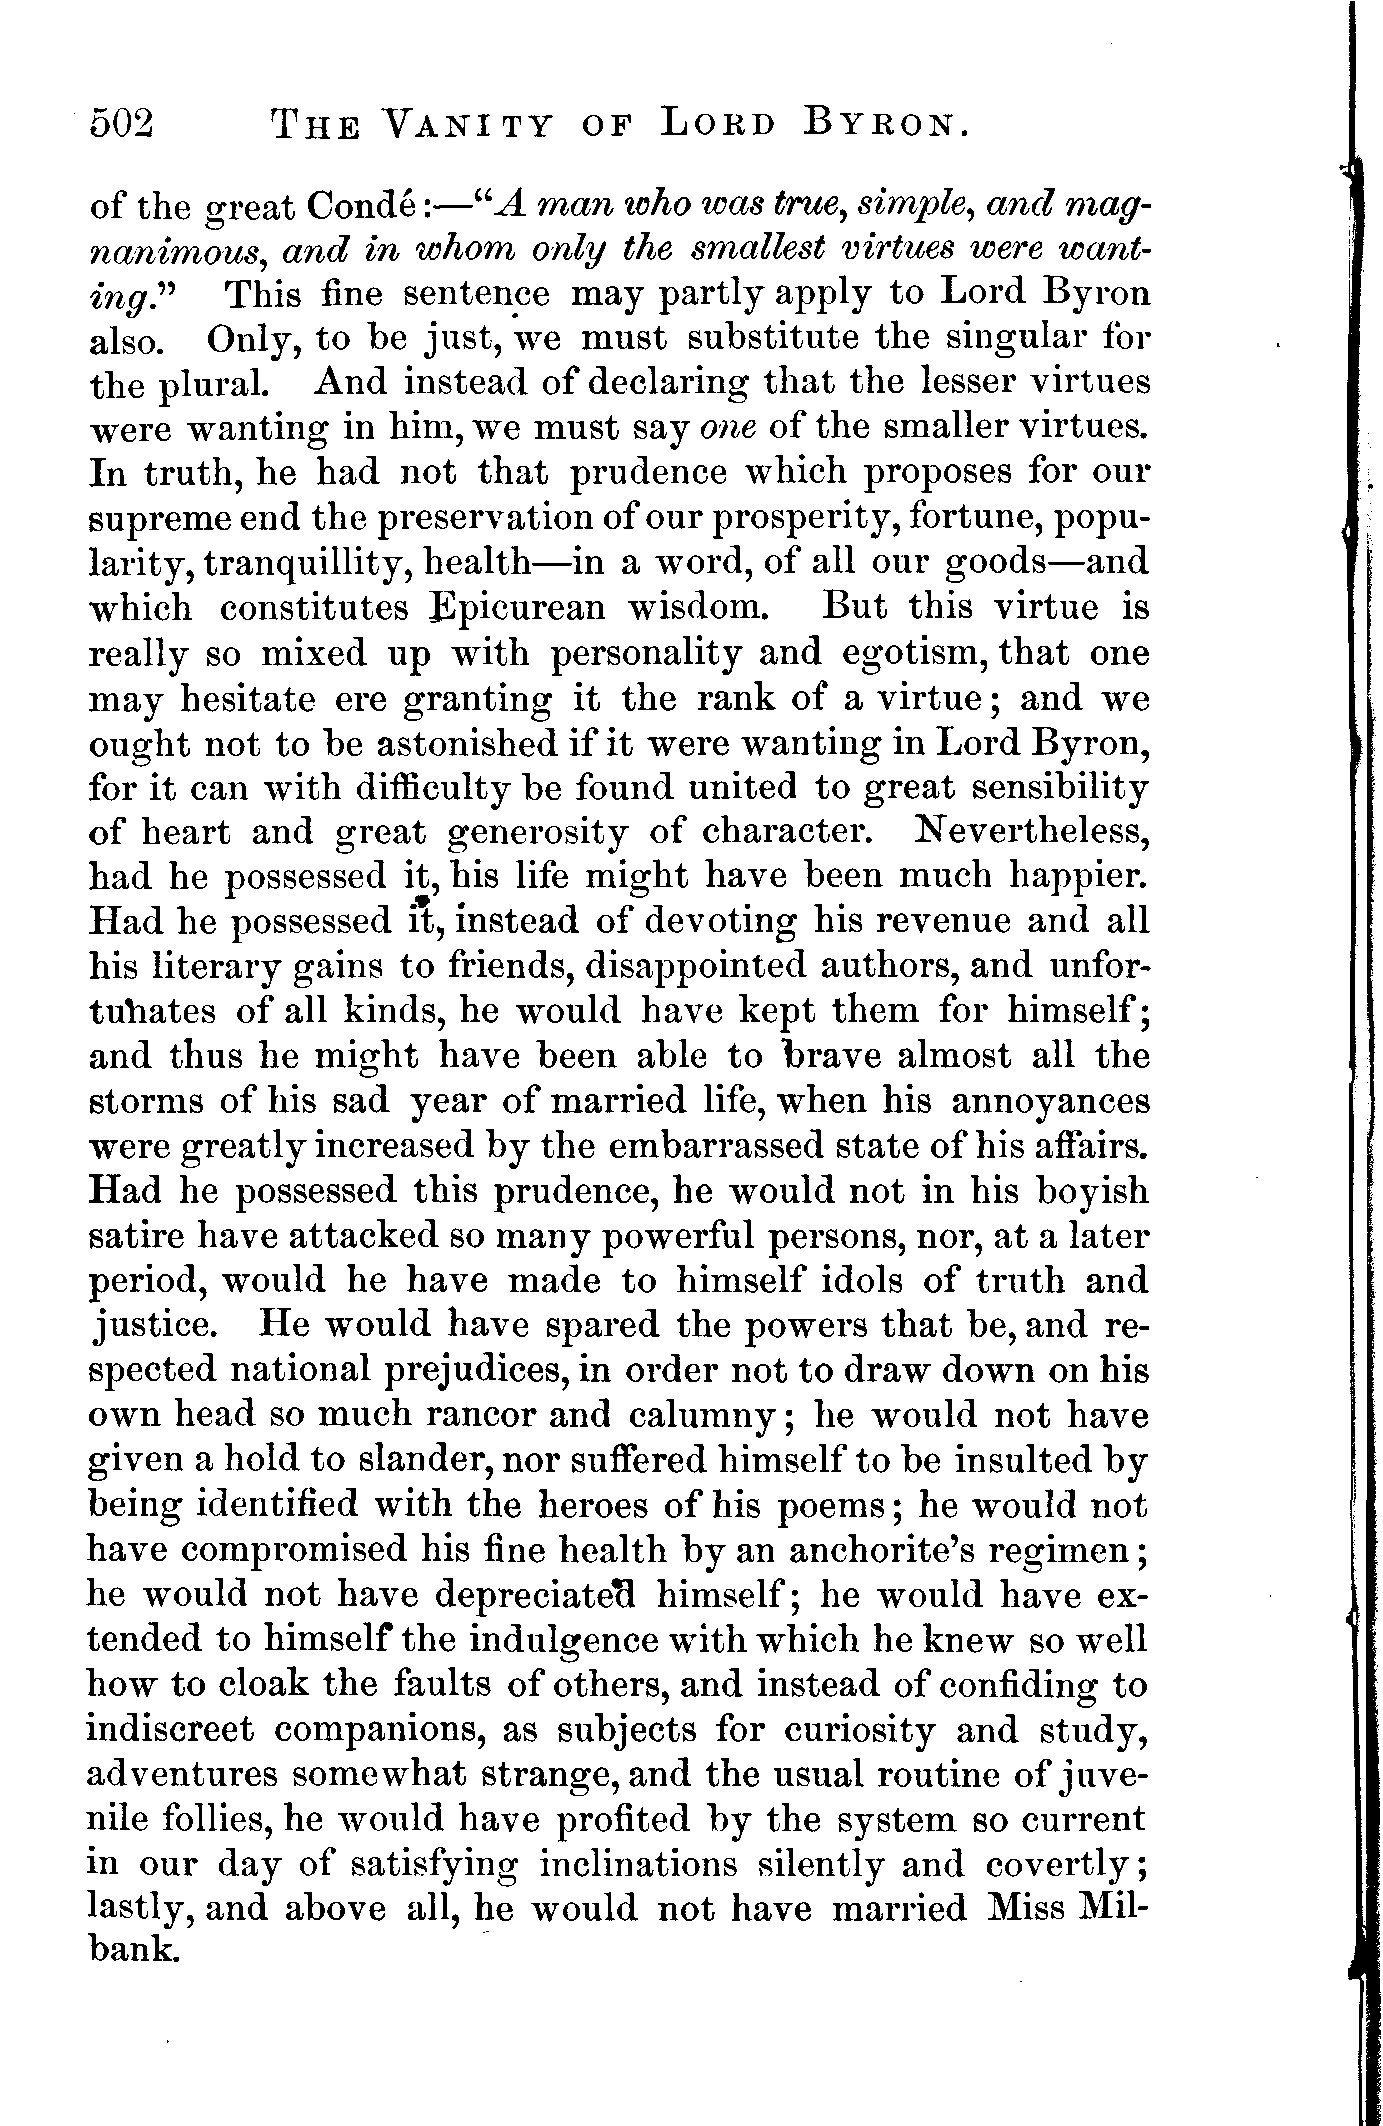 502 THE VANITY OF LORD BYRON.
of the great Condé:—“A man who was true, simple, and mag-
nanimous, and in whom only the smallest virtues were want-
ing.” This fine sentence may partly apply to Lord Byron
also. Only, to be just, we must substitute the singular for
the plural. And instead of declaring that the lesser virtues
were wanting in him, we must say one of the smaller virtues.
In truth, he had not that prudence which proposes for our
supreme end the preservation of our prosperity, fortune, popu-
larity, tranquillity, health—in a word, of all our goods—and
which constitutes Epicurean wisdom. But this virtue is
really so mixed up with personality and egotism, that one
may hesitate ere granting it the rank of a virtue; and we
ought not to be astonished if it were wanting in Lord Byron,
for it can with difficulty be found united to great sensibility
of heart and great generosity of character. Nevertheless,
had he possessed it, his life might have been much happier.
Had he possessed it, instead of devoting his revenue and all
his literary gains to friends, disappointed authors, and unfor-
tunates of all kinds, he would have kept them for himself;
and thus he might have been able to brave almost all the
storms of his sad year of married life, when his annoyances
were greatly increased by the embarrassed state of his affairs.
Had he possessed this prudence, he would not in his boyish
satire have attacked so many powerful persons, nor, at a later
period, would he have made to himself idols of truth and
justice. He would have spared the powers that be, and re-
spected national prejudices, in order not to draw down on his
own head so much rancor and calumny; he would not have
given a hold to slander, nor suffered himself to be insulted by
being identified with the heroes of his poems; he would not
have compromised his fine health by an anchorite’s regimen;
he would not have depreciated himself; he would have ex-
tended to himself the indulgence with which he knew so well
how to cloak the faults of others, and instead of confiding to
indiscreet companions, as subjects for curiosity and study,
adventures somewhat strange, and the usual routine of juve-
nile follies, he would have profited by the system so current
in our day of satisfying inclinations silently and covertly;
lastly, and above all, he would not have married Miss Mil-
bank.